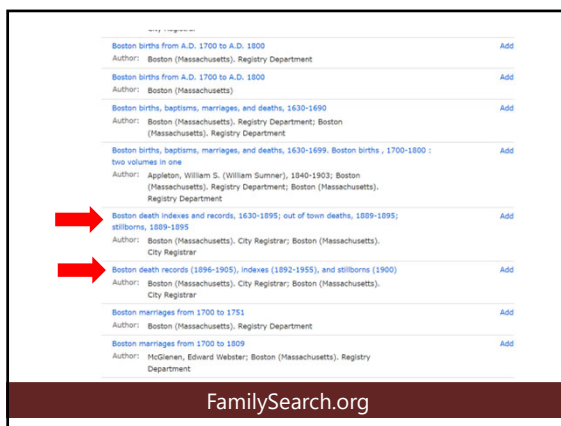 City Registrar
Boston births from A.D. 1700 to A.D. 1800 Add
Author: Boston (Massachusetts). Registry Department
Boston births from A.D. 1700 to A.D. 1800 Add
Author: Boston (Massachusetts)
Boston births, baptisms, marriages, and deaths, 1630-1690 Add
Author: Boston (Massachusetts). Registry Department; Boston
(Massachusetts). Registry Department
Boston births, baptisms, marriages, and deaths, 1630-1699. Boston births , 1700-1800 : Add
two volumes in one
Author: Appleton, William S. (William Sumner), 1840-1903; Boston
(Massachusetts). Registry Department; Boston (Massachusetts).
Registry Department
Boston death indexes and records, 1630-1895; out of town deaths, 1889-1895; Add
stillborns, 1889-1895
Author: Boston (Massachusetts). City Registrar; Boston (Massachusetts).
City Registrar
Boston death records (1896-1905), indexes (1892-1955), and stillborns (1900) Add
Author: Boston (Massachusetts). City Registrar; Boston (Massachusetts).
City Registrar
Boston marriages from 1700 to 1751 Add
Author: Boston (Massachusetts). Registry Department
Boston marriages from 1700 to 1809 Add
Author: McGlenen, Edward Webster; Boston (Massachusetts). Registry
Department
FamilySearch.org